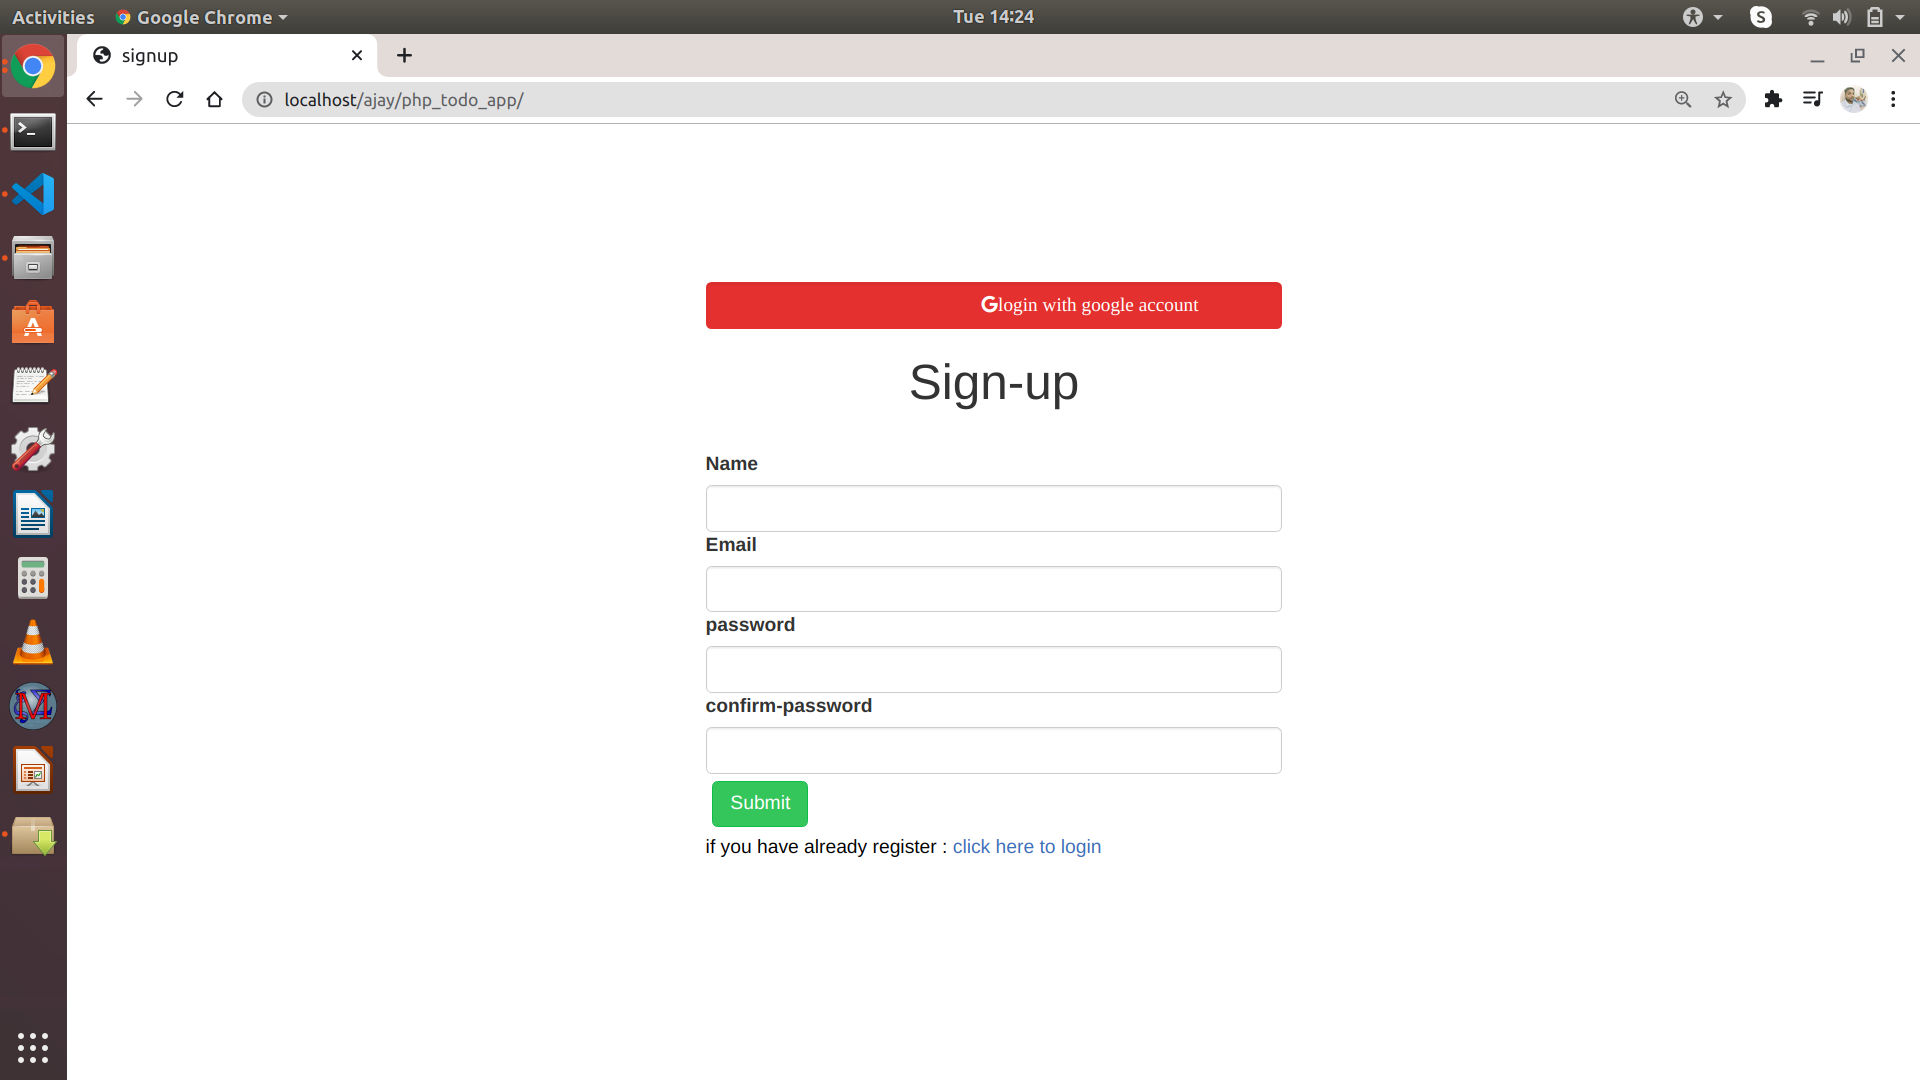 Activities Google Chrome Tue 14:24
signup
localhost/ajay/php_todo_app/
login with google account
Sign-up
Name
Email
password
confirm-password
Submit
if you have already register : click here to login